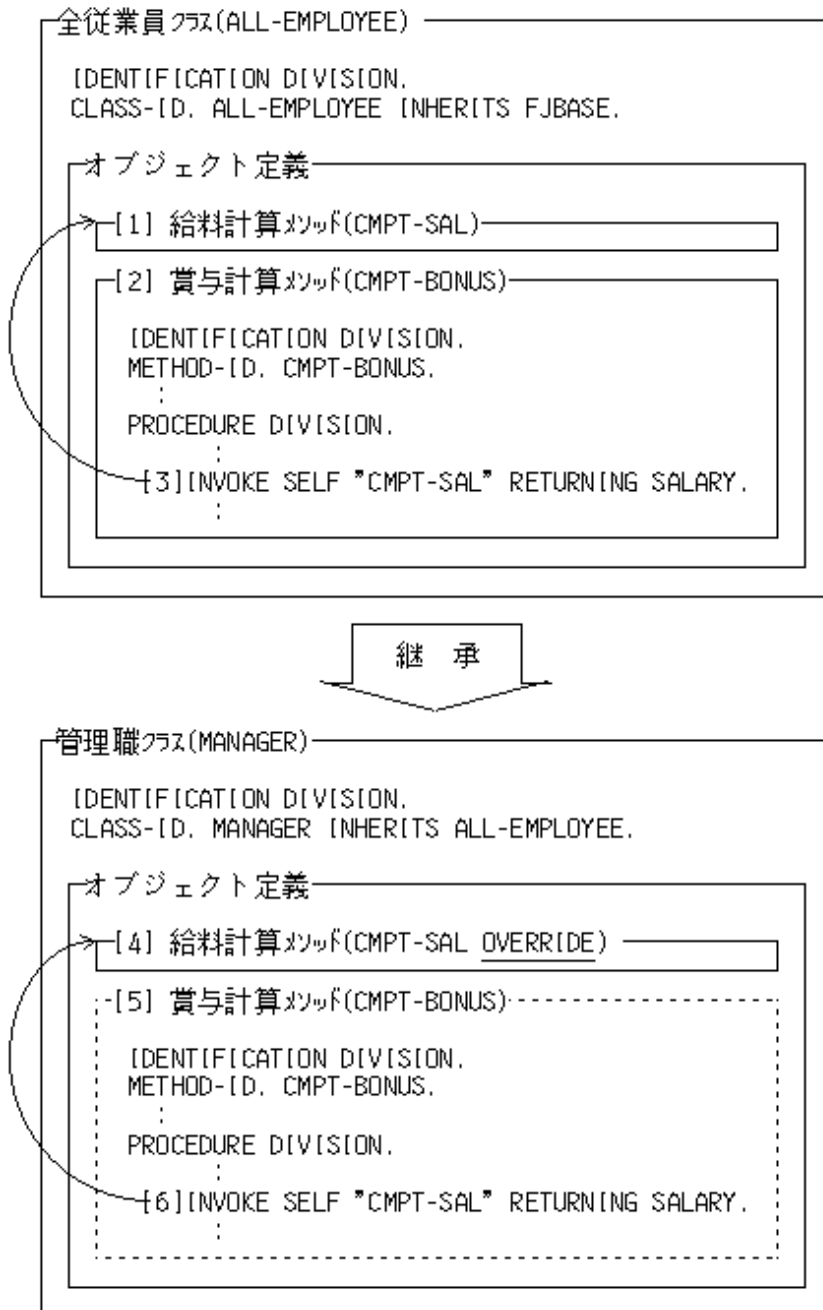 全従業員クラス(ALL-EMPLOYEE)
IDENTIFICATION DIVISION.
CLASS-ID. ALL-EMPLOYEE INHERITS FJBASE.
オブジェクト定義
[1] 給料計算メソッド(CMPT-SAL)
[2] 賞与計算メソッド(CMPT-BONUS)
IDENTIFICATION DIVISION.
METHOD-ID. CMPT-BONUS.
:
PROCEDURE DIVISION.
:
[3]INVOKE SELF ”CMPT-SAL” RETURNING SALARY.
:
継 承
管理職クラス(MANAGER)
IDENTIFICATION DIVISION.
CLASS-ID. MANAGER INHERITS ALL-EMPLOYEE.
オブジェクト定義
[4] 給料計算メソッド(CMPT-SAL OVERRIDE)
[5] 賞与計算メソッド(CMPT-BONUS)
IDENTIFICATION DIVISION.
METHOD-ID. CMPT-BONUS.
:
PROCEDURE DIVISION.
:
[6]INVOKE SELF ”CMPT-SAL” RETURNING SALARY.
: